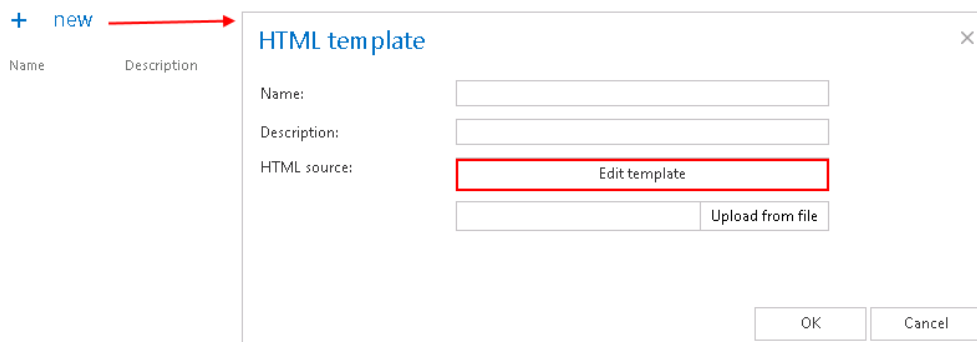 + new
HTML template
Name Description
Name:
Description:
HTML source: Edit template
Upload from file
OK Cancel